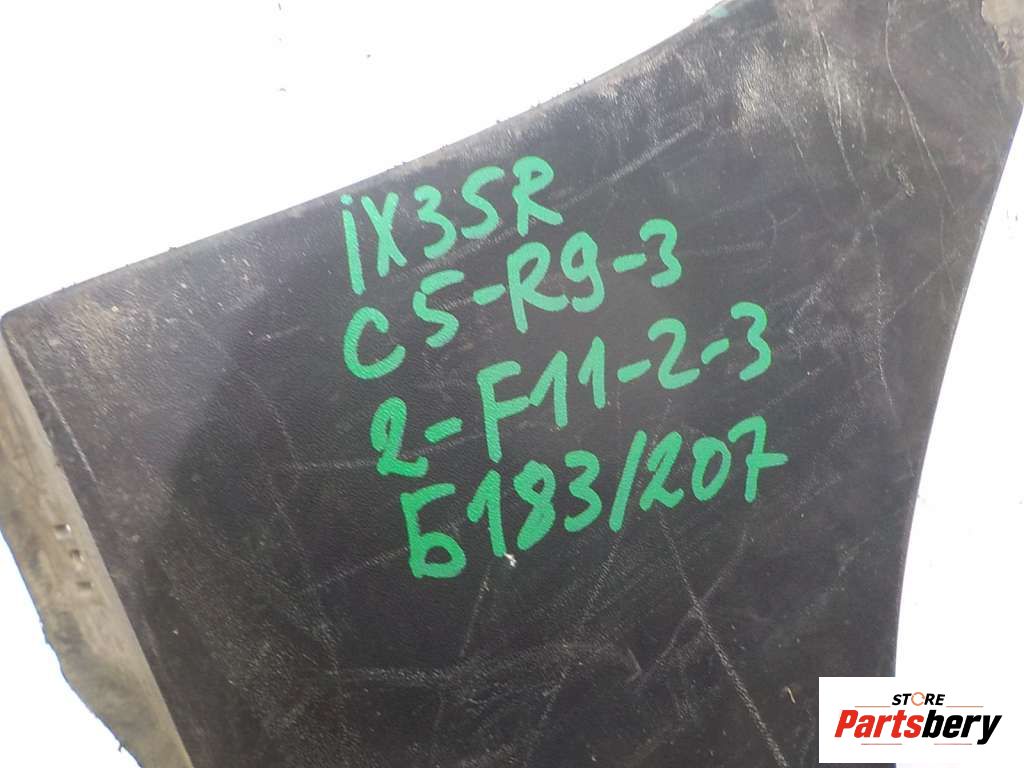 iX35R
C5-R9-3
2-F11-2-3
Б183/207
STORE
Partsbery